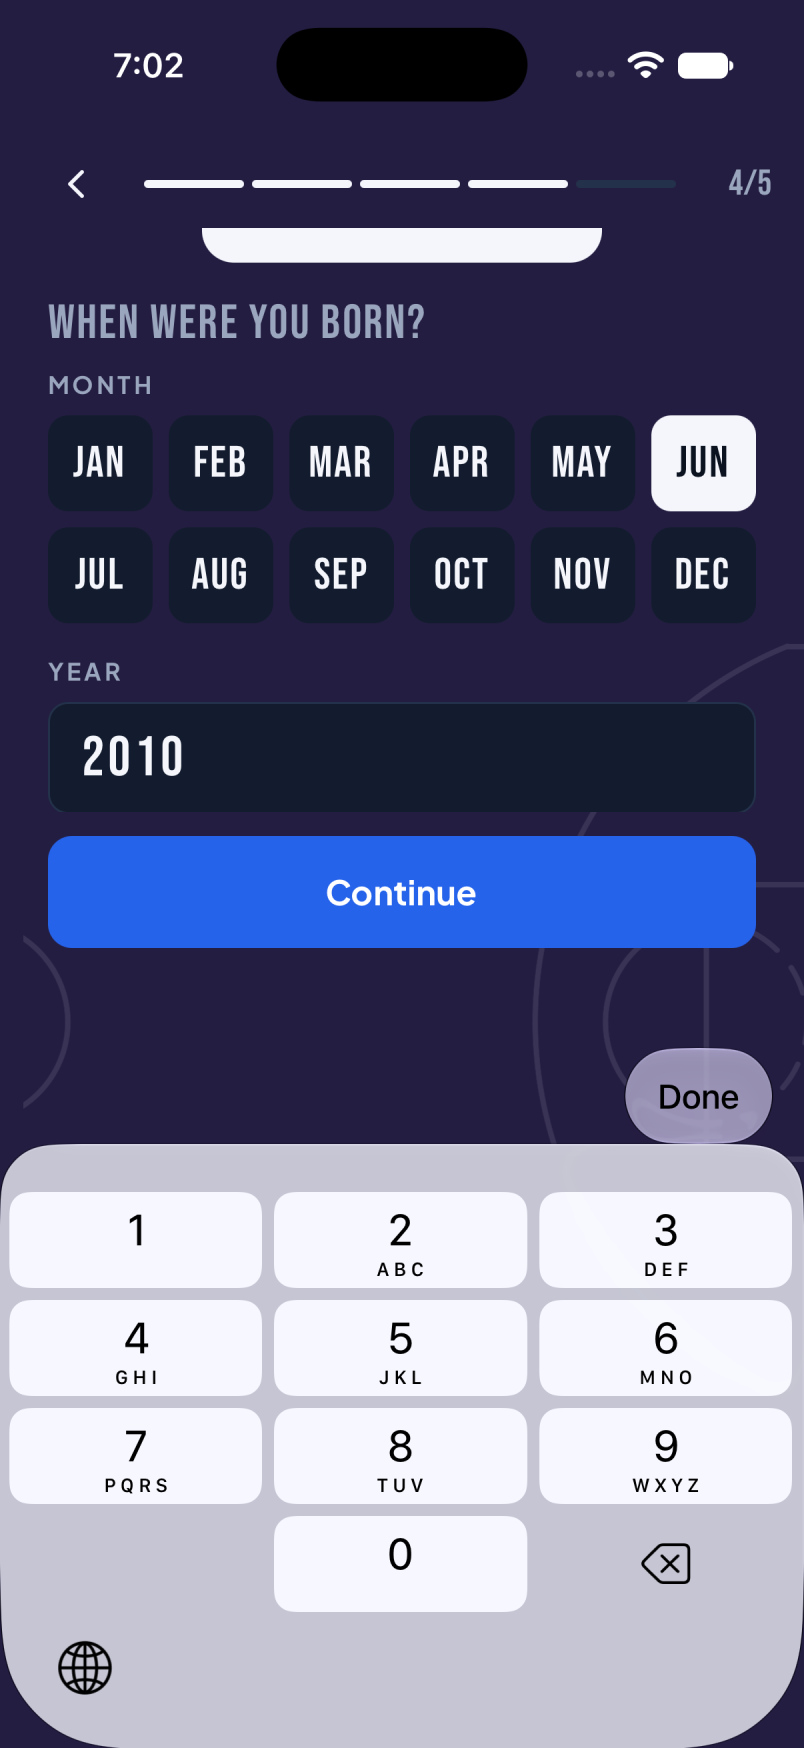 7:02
4/5
WHEN WERE YOU BORN?
MONTH
JAN FEB MAR APR MAY JUN
JUL AUG SEP OCT NOV DEC
YEAR
2010
Continue
Done
1 2 3
ABC DEF
4 5 6
GHI JKL MNO
7 8 9
PQRS TUV WXYZ
0